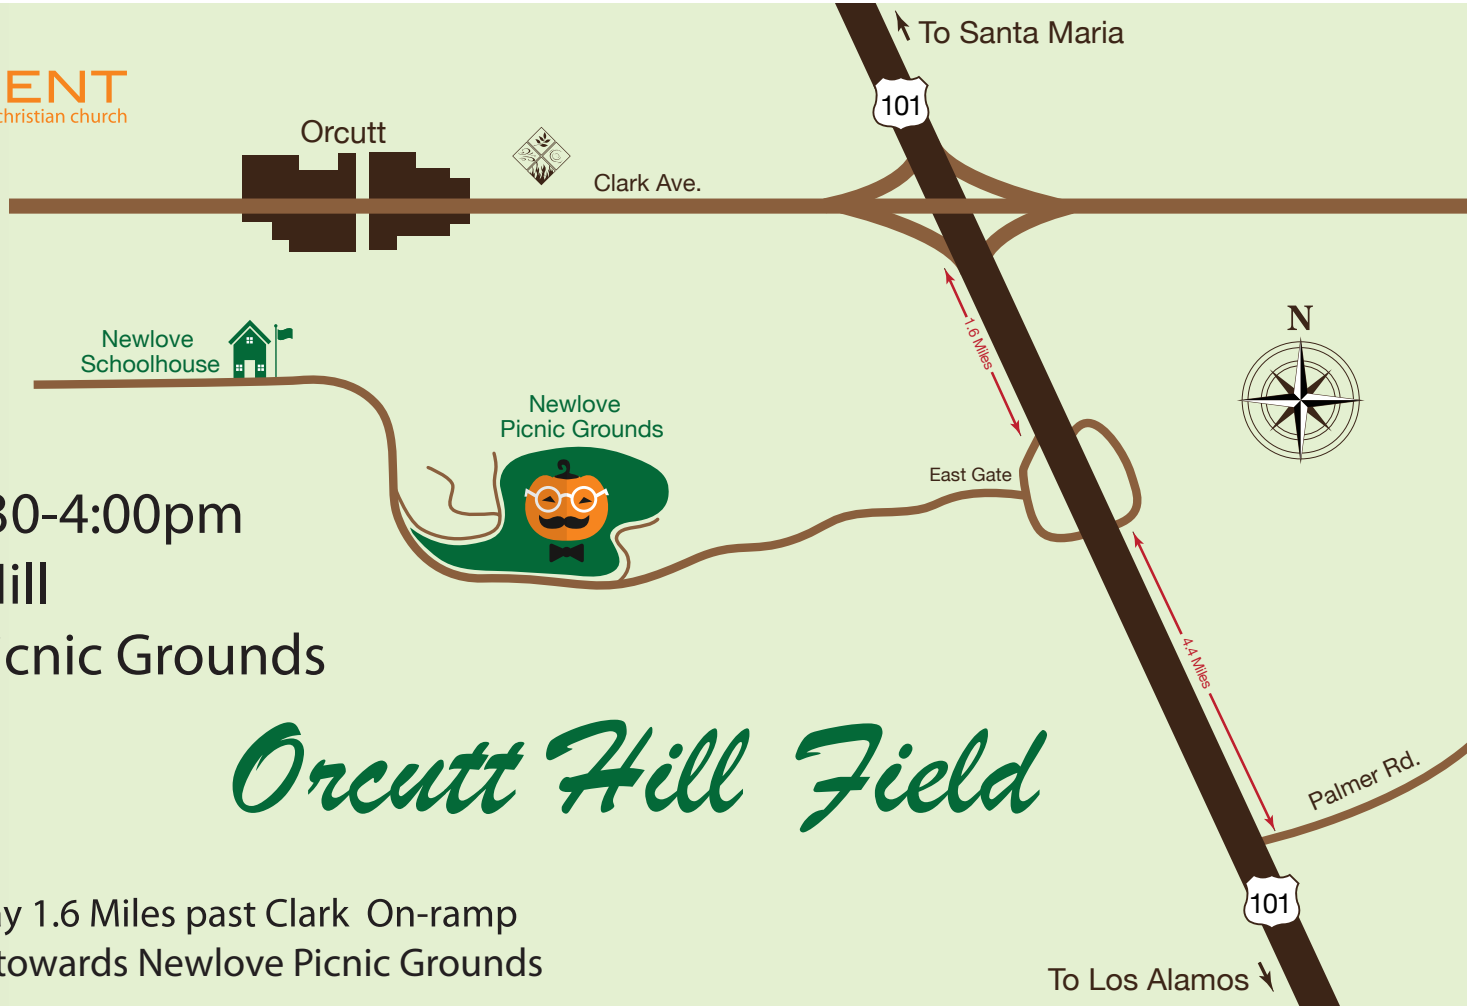 To Santa Maria
101
ENT
christian church
Orcutt
Clark Ave.
1.6 Miles
N
Newlove
Schoolhouse
Newlove
Picnic Grounds
East Gate
30-4:00pm
Hill
icnic Grounds
4.4 Miles
Orcutt Hill Field
Palmer Rd.
101
y 1.6 Miles past Clark On-ramp
towards Newlove Picnic Grounds
To Los Alamos